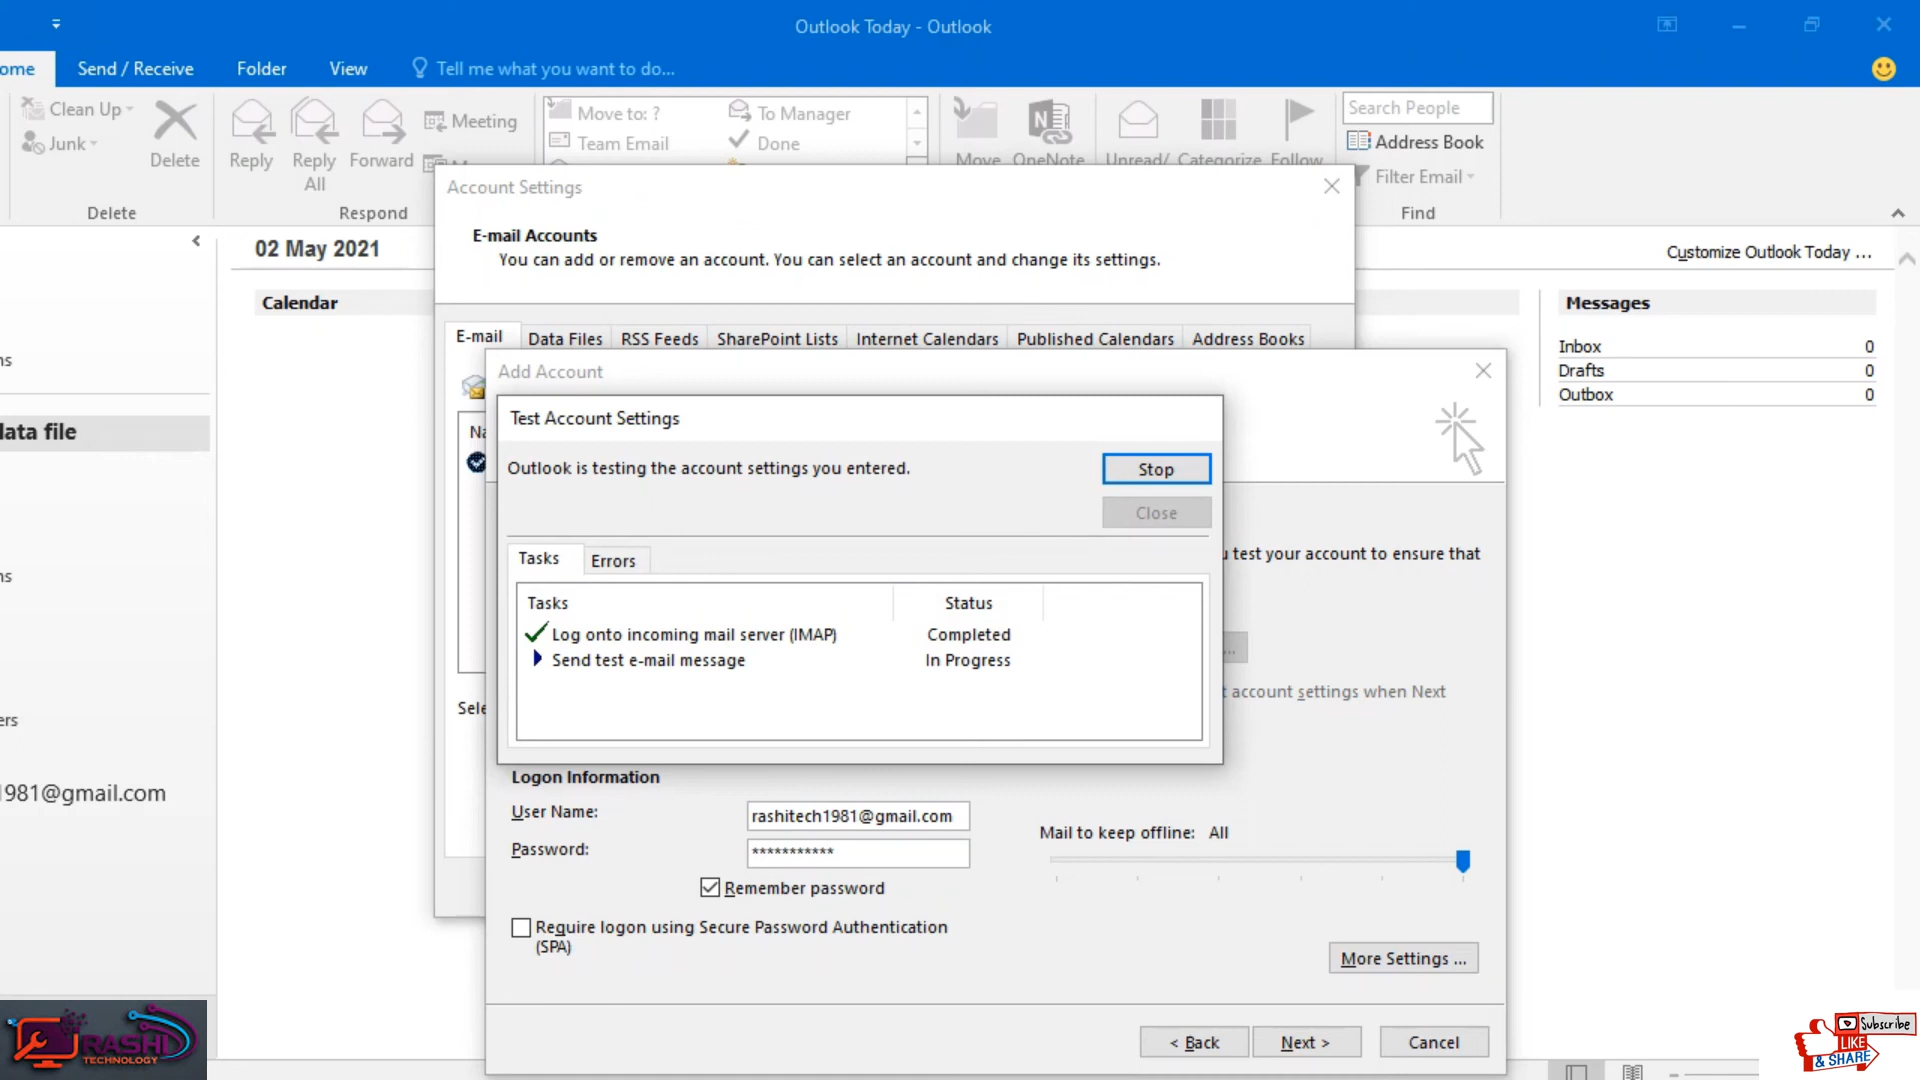 Outlook Today - Outlook
ome
Send / Receive
Folder
View
Tell me what you want to do...
Clean Up
Junk
Delete
Delete
Reply
Reply
All
Forward
Meeting
Respond
Move to: ?
Team Email
To Manager
Done
Move
OneNote
Unread/
Categorize
Follow
Search People
Address Book
Filter Email
Find
Account Settings
E-mail Accounts
You can add or remove an account. You can select an account and change its settings.
02 May 2021
Calendar
Customize Outlook Today ...
Messages
Inbox 0
Drafts 0
Outbox 0
E-mail
Data Files
RSS Feeds
SharePoint Lists
Internet Calendars
Published Calendars
Address Books
ns
ata file
ns
ers
1981@gmail.com
Add Account
Na
Sele
Test Account Settings
Outlook is testing the account settings you entered.
Stop
Close
Tasks
Errors
Tasks Status
Log onto incoming mail server (IMAP) Completed
Send test e-mail message In Progress
u test your account to ensure that
...
t account settings when Next
Logon Information
User Name: rashitech1981@gmail.com
Password: ***********
Remember password
Require logon using Secure Password Authentication
(SPA)
Mail to keep offline: All
More Settings ...
< Back
Next >
Cancel
RASHI
TECHNOLOGY
Subscribe
LIKE
& SHARE